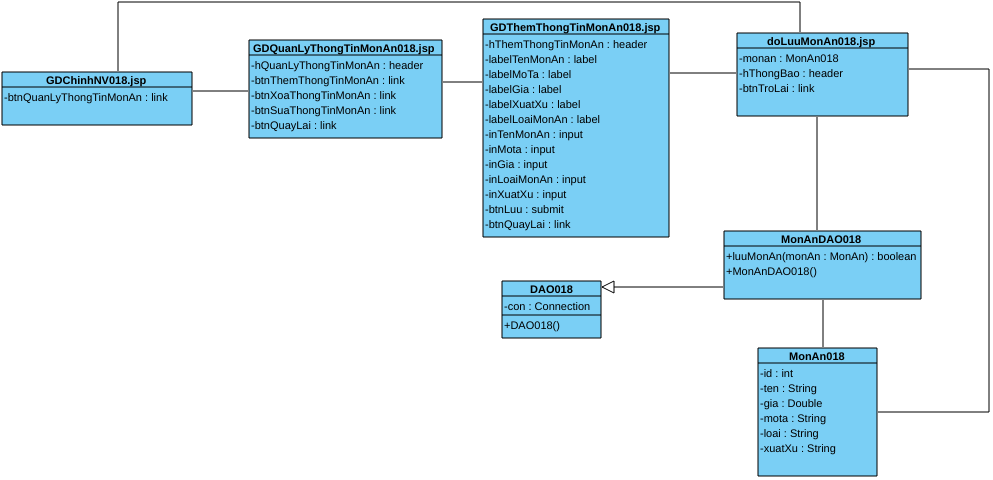 GDChinhNV018.jsp
-btnQuanLyThongTinMonAn : link
GDQuanLyThongTinMonAn018.jsp
-hQuanLyThongTinMonAn : header
-btnThemThongTinMonAn : link
-btnXoaThongTinMonAn : link
-btnSuaThongTinMonAn : link
-btnQuayLai : link
GDThemThongTinMonAn018.jsp
-hThemThongTinMonAn : header
-labelTenMonAn : label
-labelMoTa : label
-labelGia : label
-labelXuatXu : label
-labelLoaiMonAn : label
-inTenMonAn : input
-inMota : input
-inGia : input
-inLoaiMonAn : input
-inXuatXu : input
-btnLuu : submit
-btnQuayLai : link
doLuuMonAn018.jsp
-monan : MonAn018
-hThongBao : header
-btnTroLai : link
MonAnDAO018
+luuMonAn(monAn : MonAn) : boolean
+MonAnDAO018()
DAO018
-con : Connection
+DAO018()
MonAn018
-id : int
-ten : String
-gia : Double
-mota : String
-loai : String
-xuatXu : String